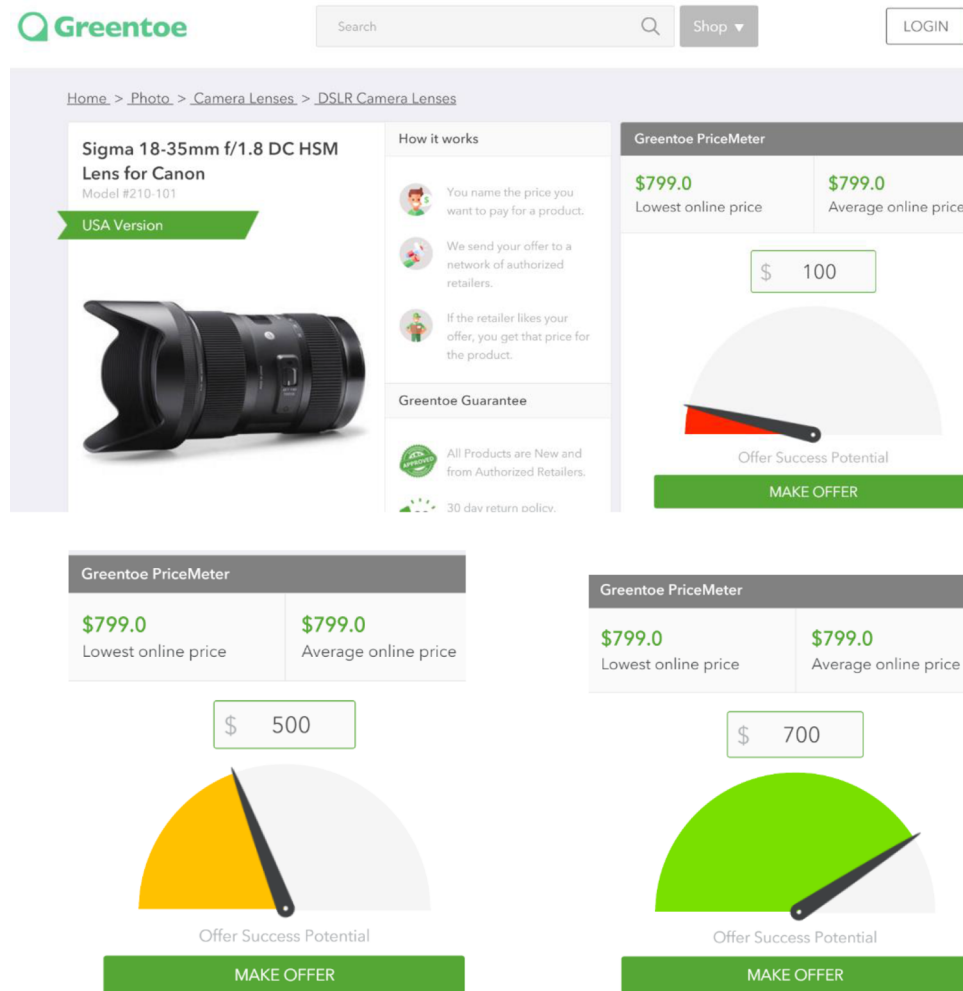 Greentoe
Search
Shop ▼
LOGIN
Home > Photo > Camera Lenses > DSLR Camera Lenses
Sigma 18-35mm f/1.8 DC HSM
Lens for Canon
Model #210-101
USA Version
How it works
You name the price you
want to pay for a product.
We send your offer to a
network of authorized
retailers.
If the retailer likes your
offer, you get that price for
the product.
Greentoe Guarantee
APPROVED
All Products are New and
from Authorized Retailers.
30 day return policy.
Greentoe PriceMeter
$799.0
Lowest online price
$799.0
Average online price
$ 100
Offer Success Potential
MAKE OFFER
Greentoe PriceMeter
$799.0
Lowest online price
$799.0
Average online price
$ 500
Offer Success Potential
MAKE OFFER
Greentoe PriceMeter
$799.0
Lowest online price
$799.0
Average online price
$ 700
Offer Success Potential
MAKE OFFER